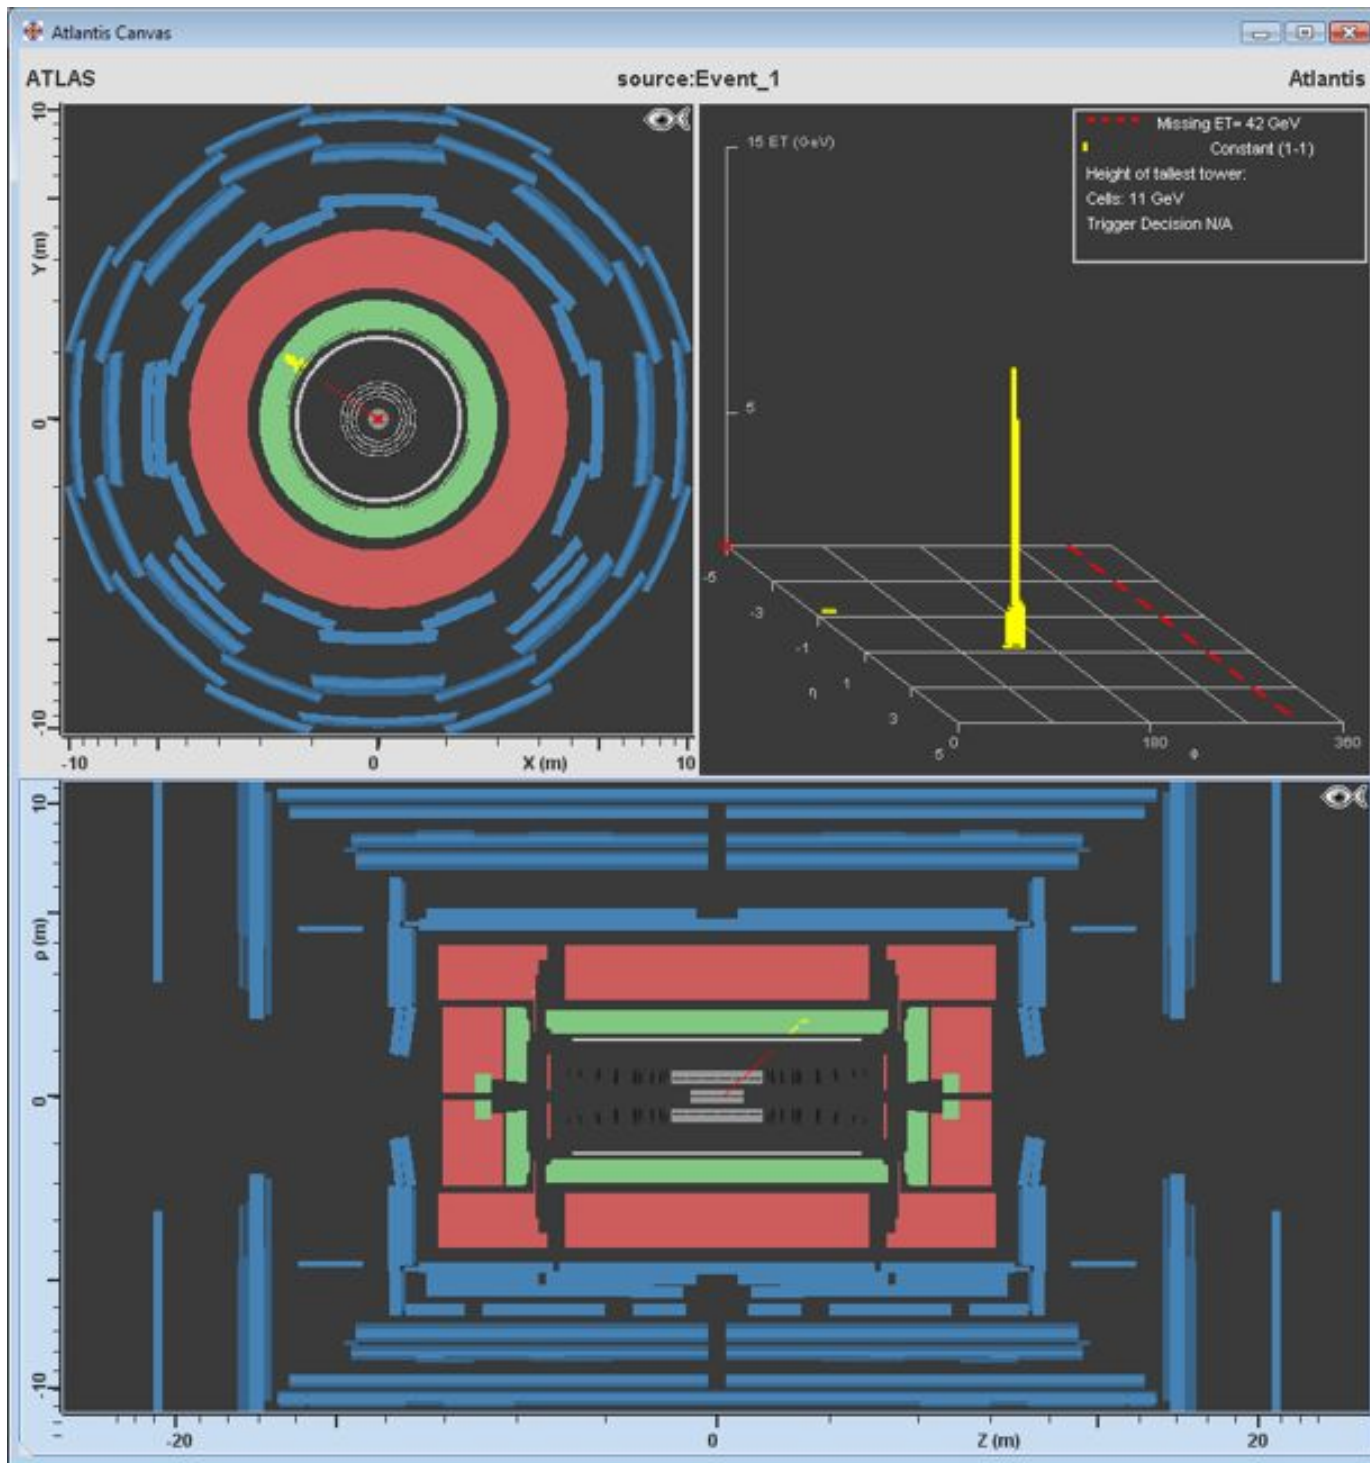 Atlantis Canvas
ATLAS source:Event_1 Atlantis
10
Y (m)
0
-10
-10 0 X (m) 10
15 ET (GeV)
5
-5
-3
-1
η 1
3
5 0 180 Φ 360
Missing ET= 42 GeV
Constant (1-1)
Height of tallest tower:
Cells: 11 GeV
Trigger Decision N/A
10
ρ (m)
0
-10
-20 0 Z (m) 20